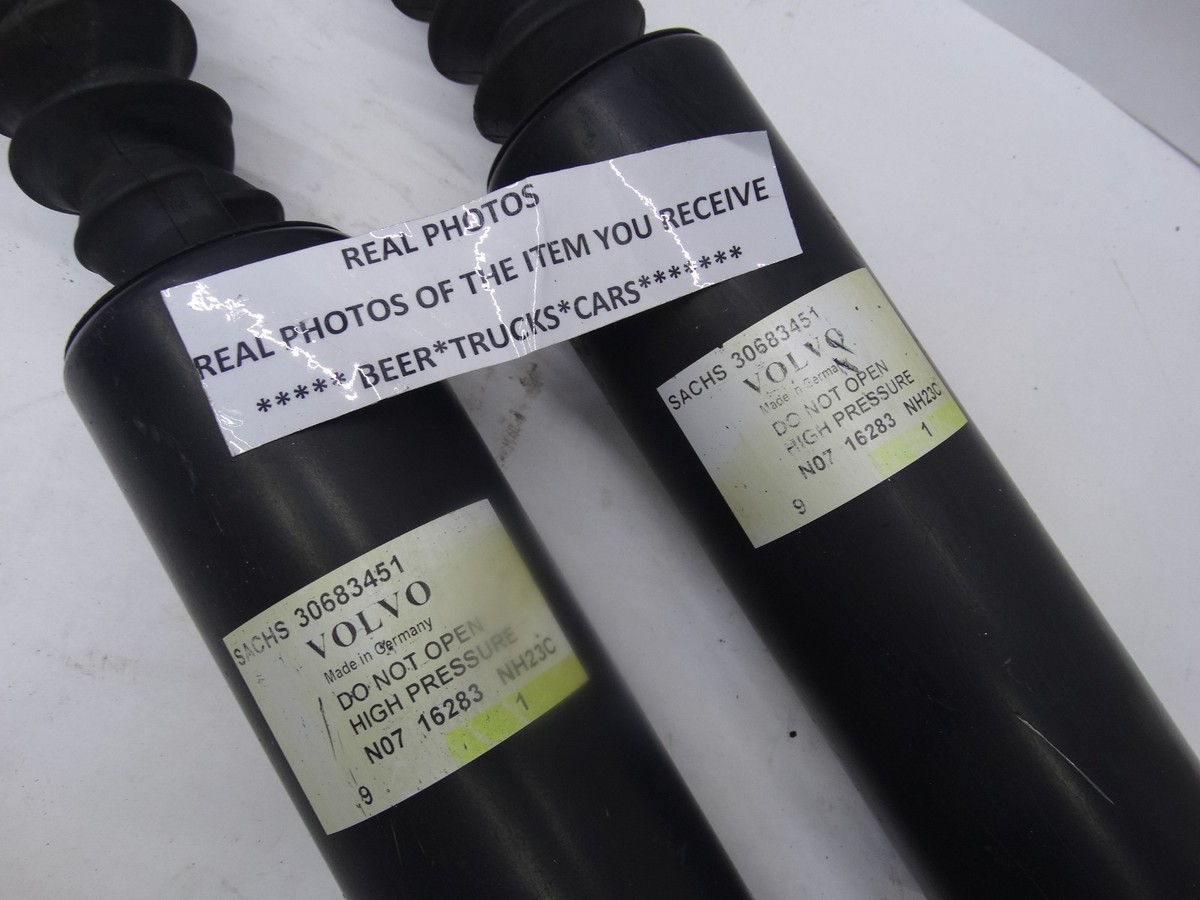 REAL PHOTOS
REAL PHOTOS OF THE ITEM YOU RECEIVE
***** BEER*TRUCKS*CARS*******
SACHS 30683451
VOLVO
Made in Germany
DO NOT OPEN
HIGH PRESSURE
N07 16283 NH23C
1
9
SACHS 30683451
VOLVO
Made in Germany
DO NOT OPEN
HIGH PRESSURE
N07 16283 NH23C
1
9